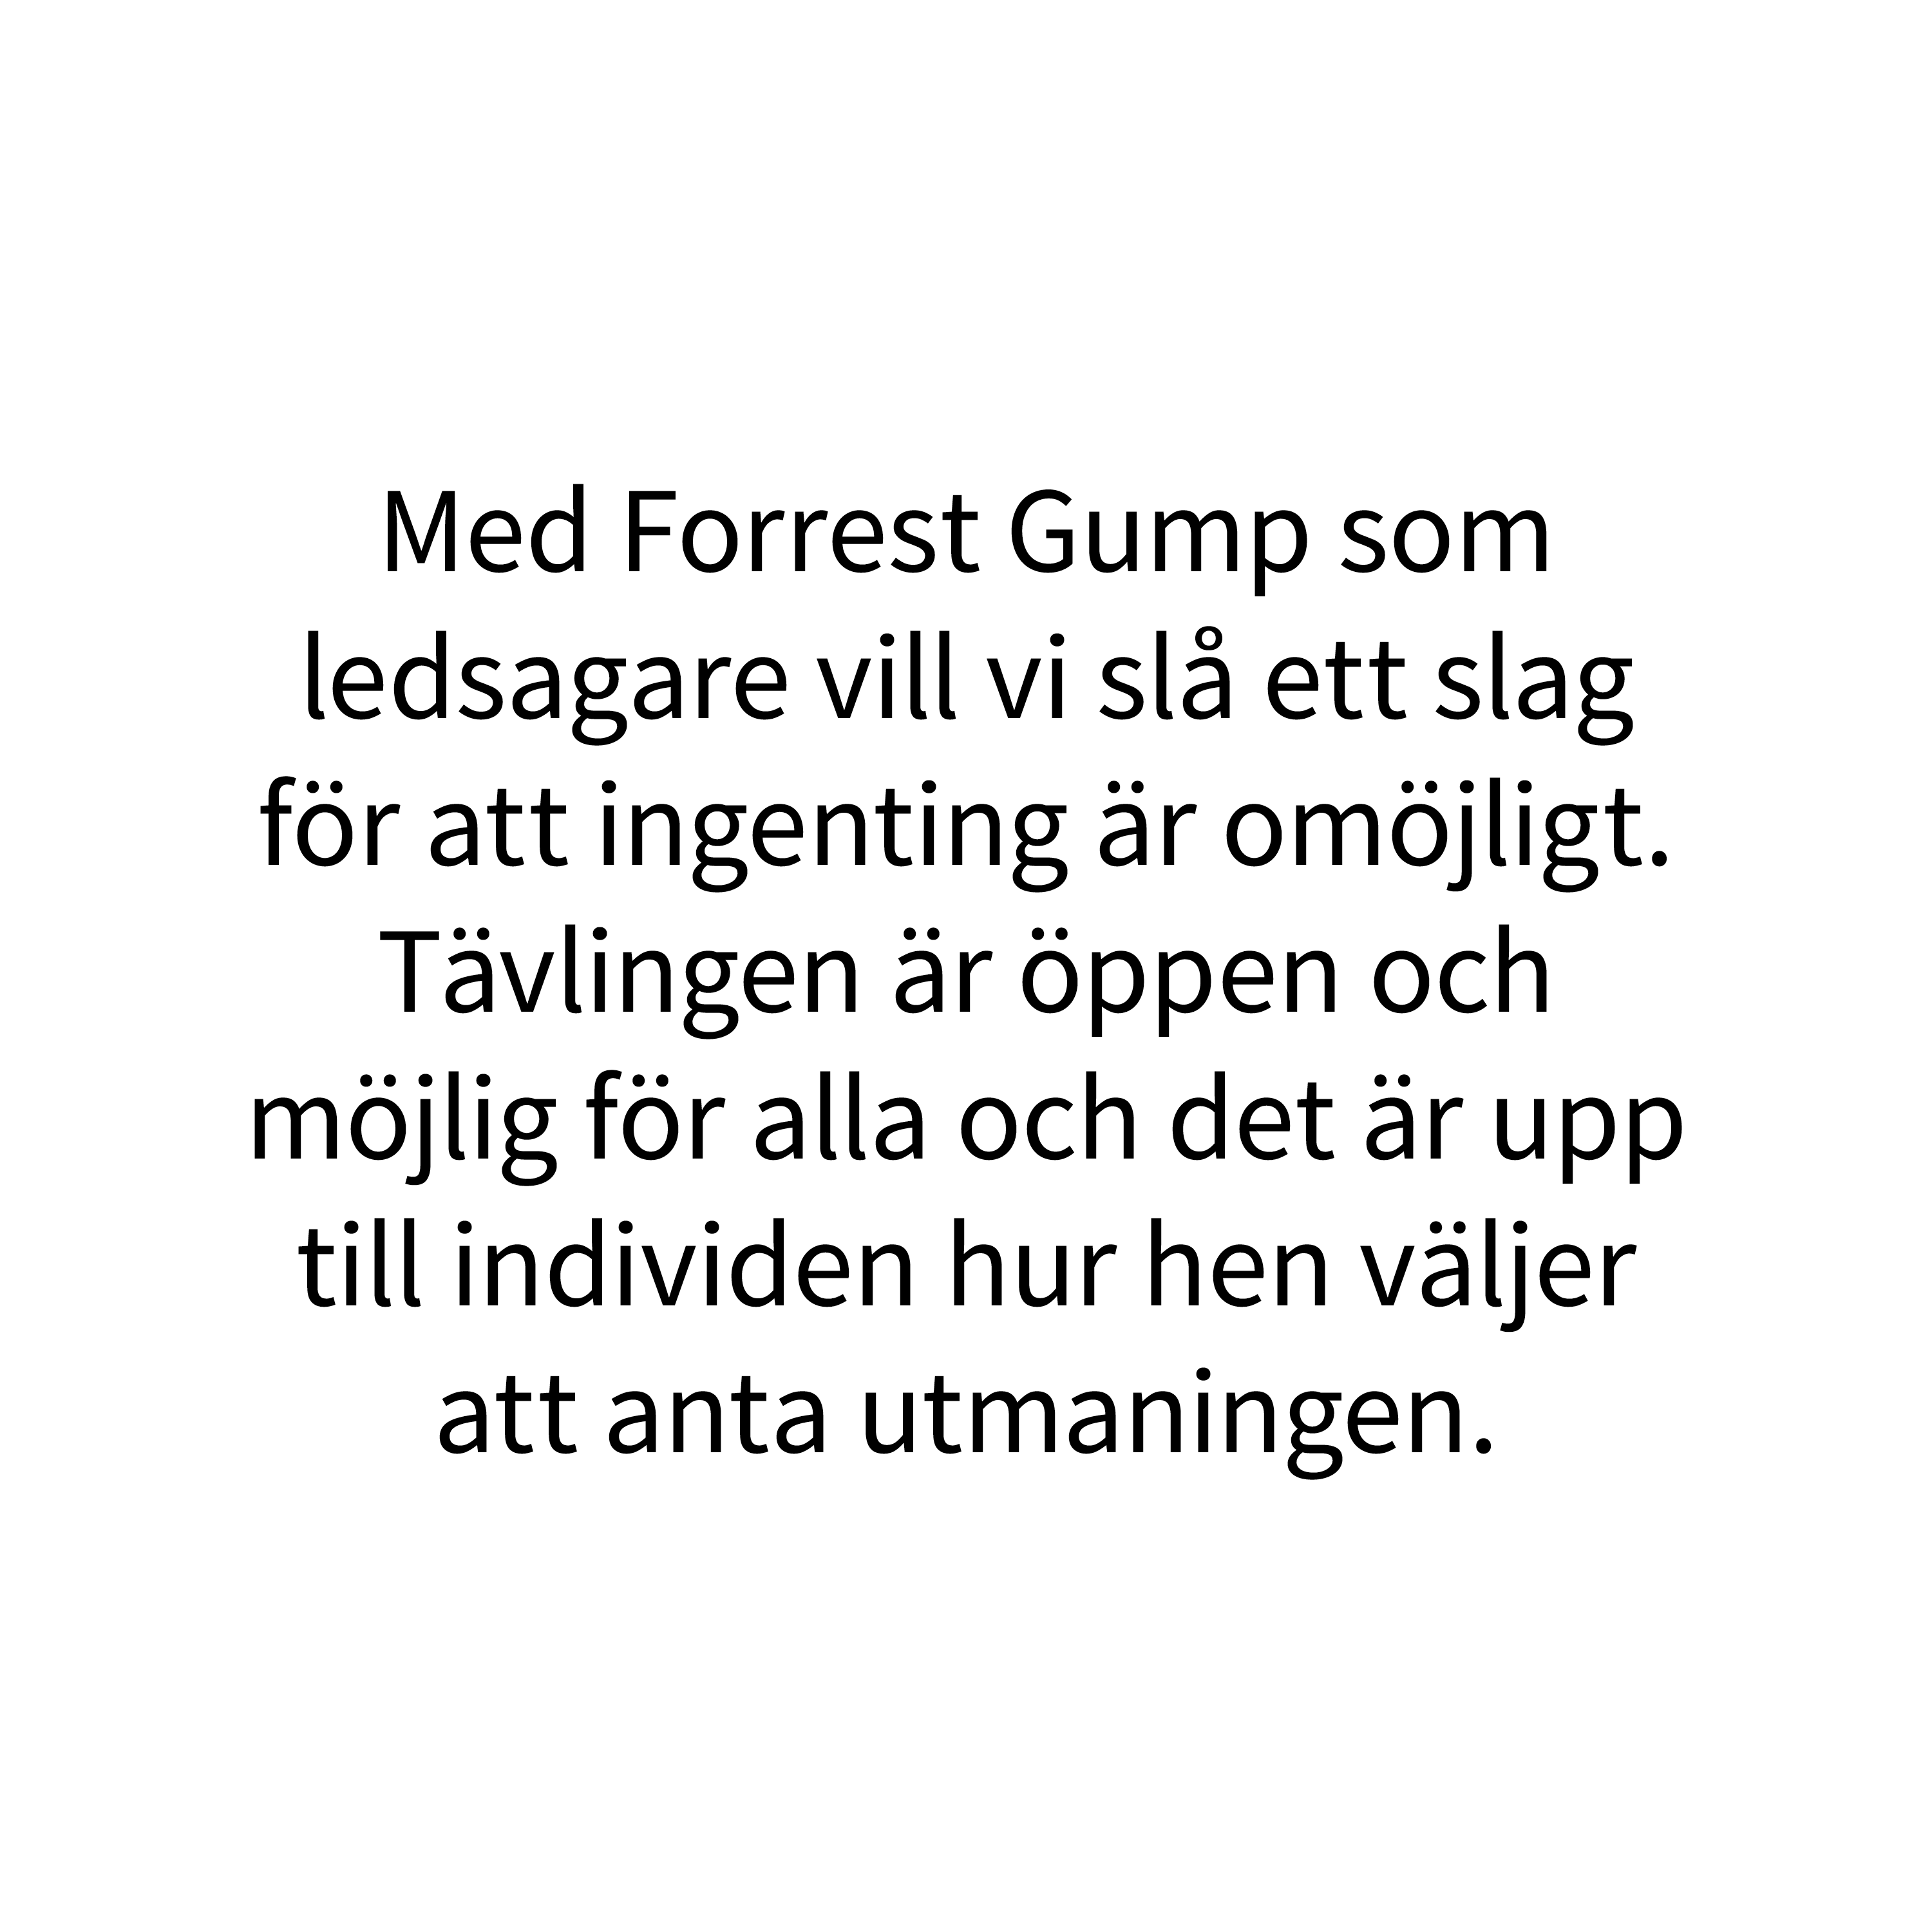 Med Forrest Gump som
ledsagare vill vi slå ett slag
för att ingenting är omöjligt.
Tävlingen är öppen och
möjlig för alla och det är upp
till individen hur hen väljer
att anta utmaningen.